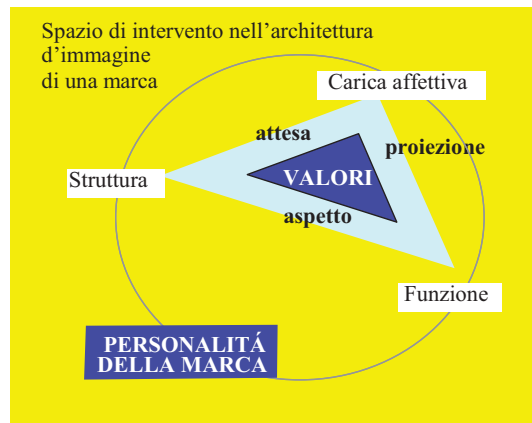 Spazio di intervento nell’architettura
d’immagine
di una marca
Carica affettiva
attesa
proiezione
Struttura
VALORI
aspetto
Funzione
PERSONALITÁ
DELLA MARCA